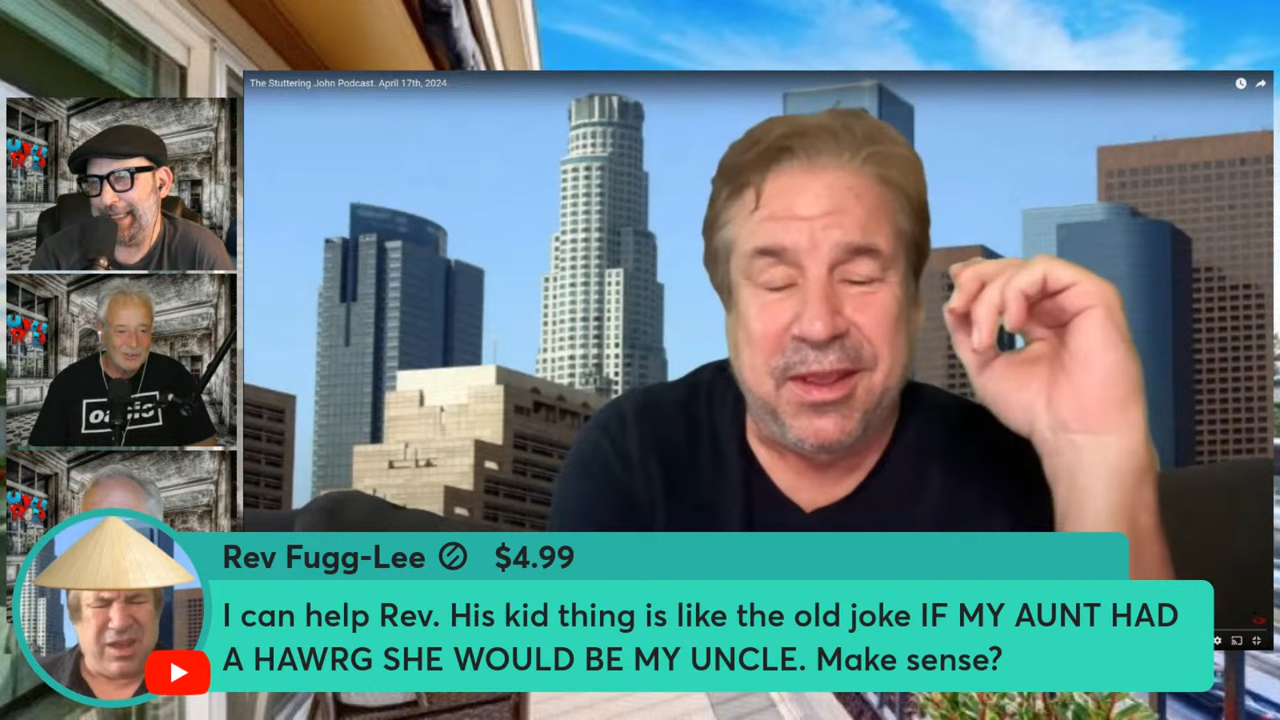 The Stuttering John Podcast. April 17th, 2024.
oasis
Rev Fugg-Lee $4.99
I can help Rev. His kid thing is like the old joke IF MY AUNT HAD
A HAWRG SHE WOULD BE MY UNCLE. Make sense?